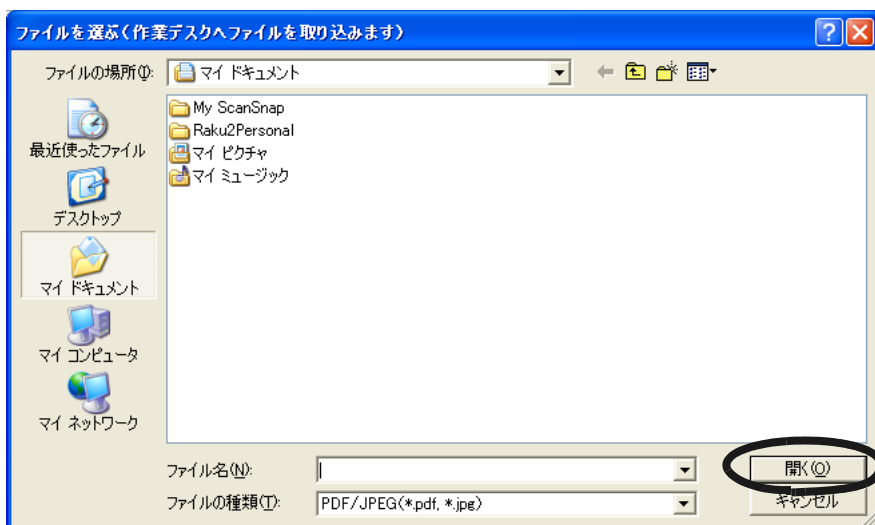 ファイルを選ぶ(作業デスクへファイルを取り込みます)
ファイルの場所(I):
マイ ドキュメント
最近使ったファイル
デスクトップ
マイ ドキュメント
マイ コンピュータ
マイ ネットワーク
My ScanSnap
Raku2Personal
マイ ピクチャ
マイ ミュージック
ファイル名(N):
開く(O)
ファイルの種類(T):
PDF/JPEG(*.pdf, *.jpg)
キャンセル